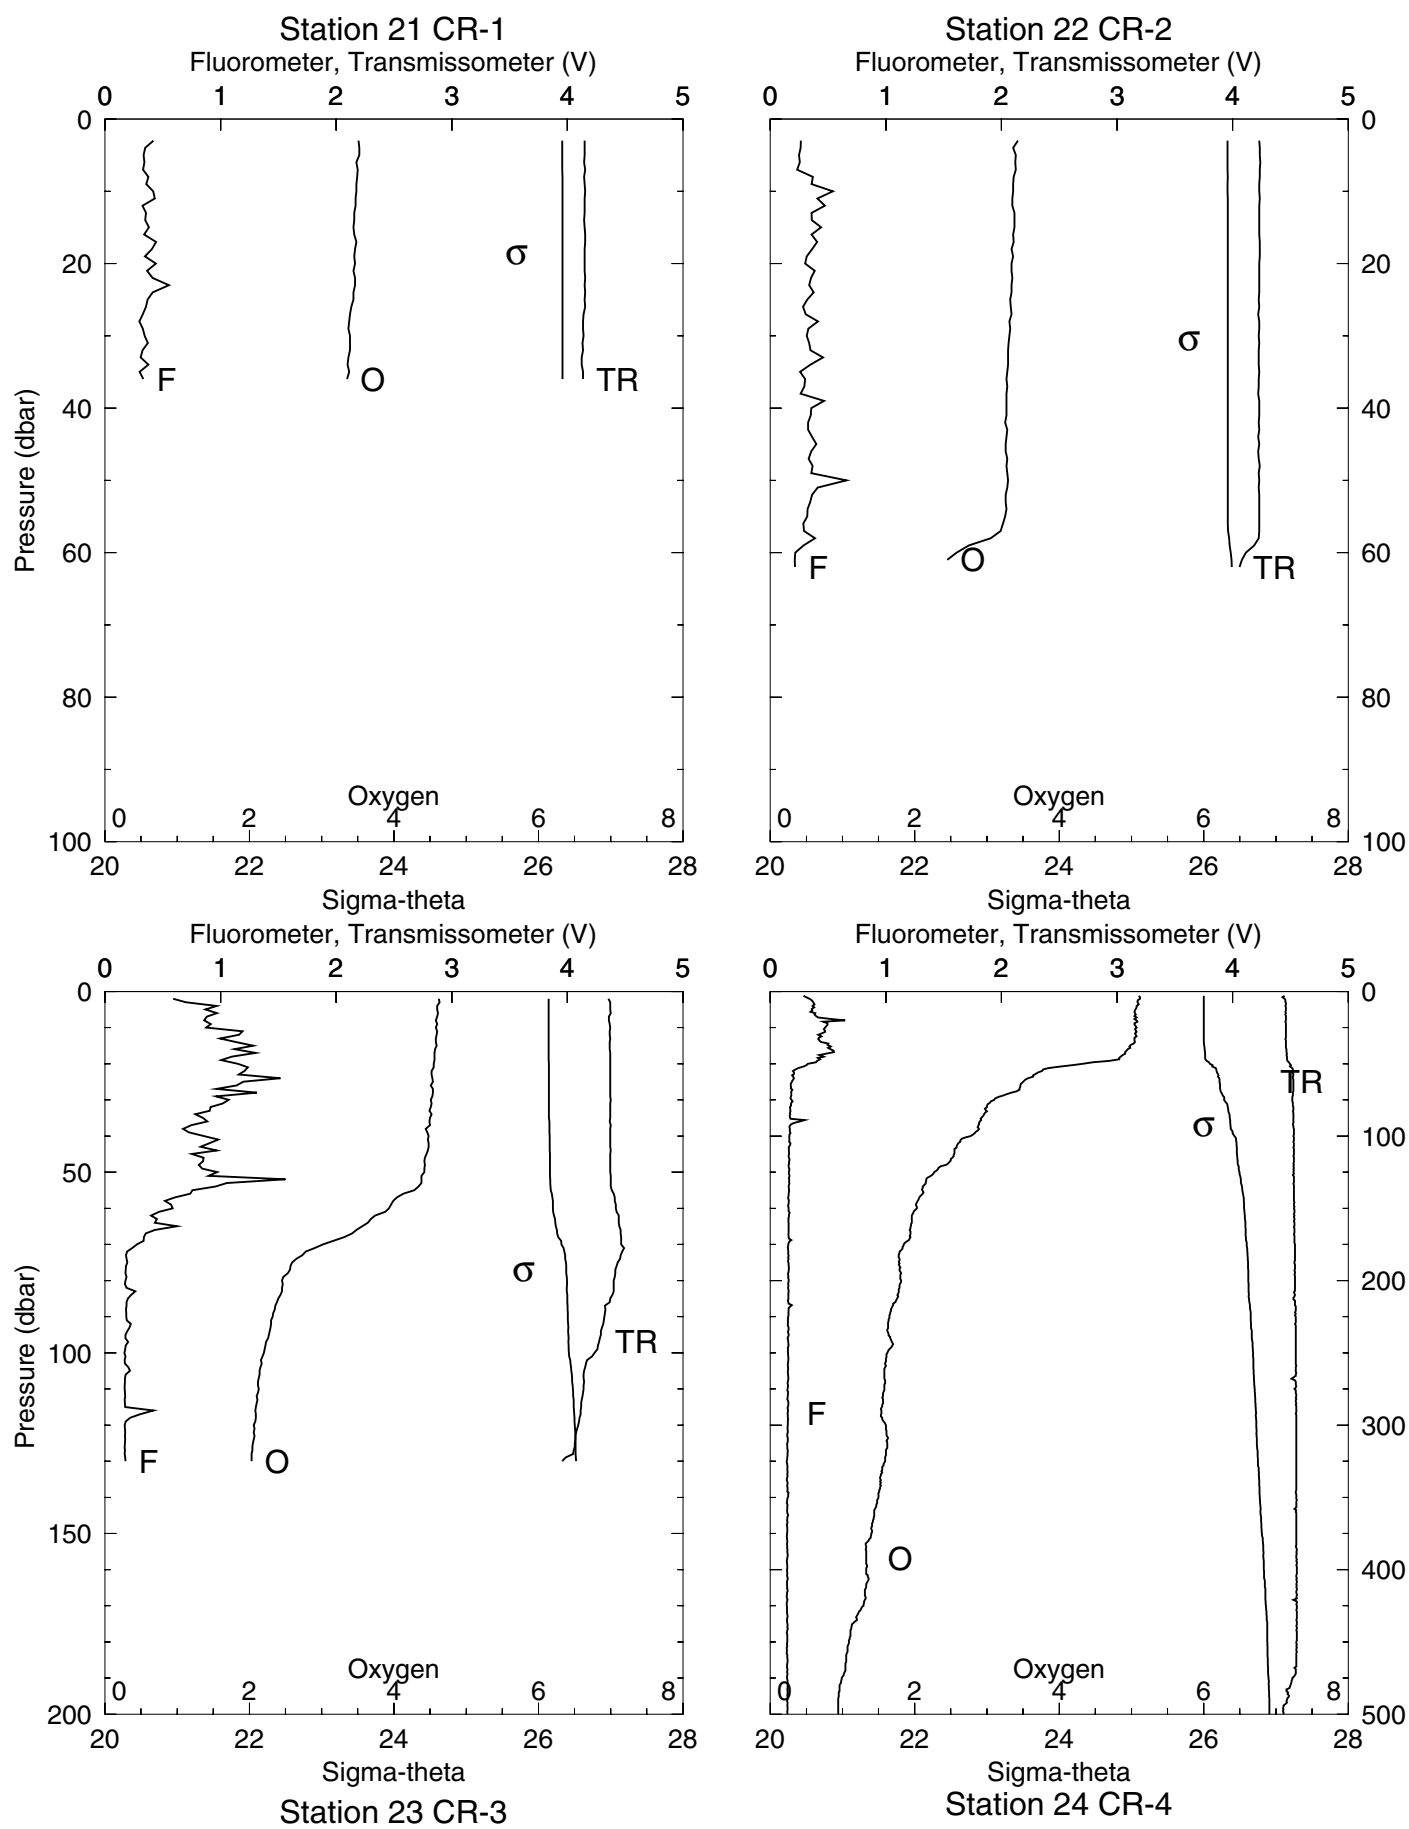 Station 21 CR-1
Fluorometer, Transmissometer (V)
0 1 2 3 4 5
0
20
40
60
80
100
Pressure (dbar)
F O σ TR
Oxygen
0 2 4 6 8
20 22 24 26 28
Sigma-theta
Station 22 CR-2
Fluorometer, Transmissometer (V)
0 1 2 3 4 5
0
20
40
60
80
100
F O σ TR
Oxygen
0 2 4 6 8
20 22 24 26 28
Sigma-theta
Fluorometer, Transmissometer (V)
0 1 2 3 4 5
0
50
100
150
200
Pressure (dbar)
F O σ TR
Oxygen
0 2 4 6 8
20 22 24 26 28
Sigma-theta
Station 23 CR-3
Fluorometer, Transmissometer (V)
0 1 2 3 4 5
0
100
200
300
400
500
TR
σ
F
O
Oxygen
0 2 4 6 8
20 22 24 26 28
Sigma-theta
Station 24 CR-4